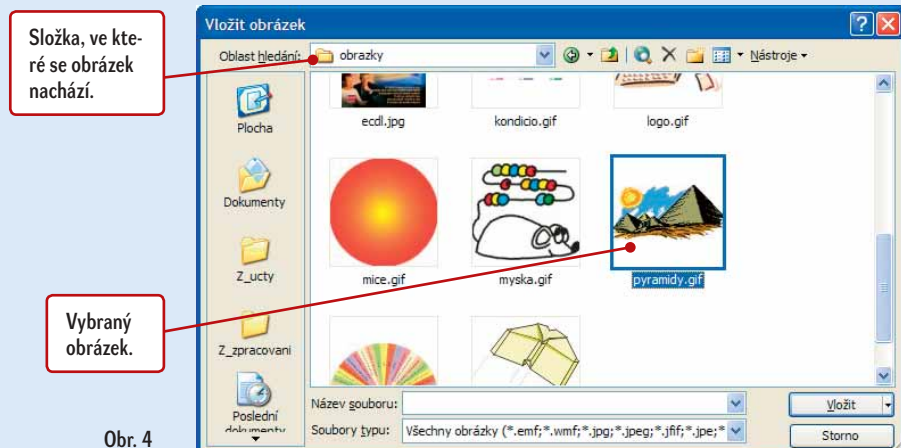 Vložit obrázek
Složka, ve kte-
ré se obrázek
nachází.
Oblast hledání:
obrazky
Nástroje
Plocha
Dokumenty
Z_ucty
Z_zpracovani
Poslední
dokumenty
ecdl.jpg
kondicio.gif
logo.gif
mice.gif
myska.gif
pyramidy.gif
Vybraný
obrázek.
Název souboru:
Vložit
Soubory typu:
Všechny obrázky (*.emf;*.wmf;*.jpg;*.jpeg;*.jfif;*.jpe;*
Storno
Obr. 4